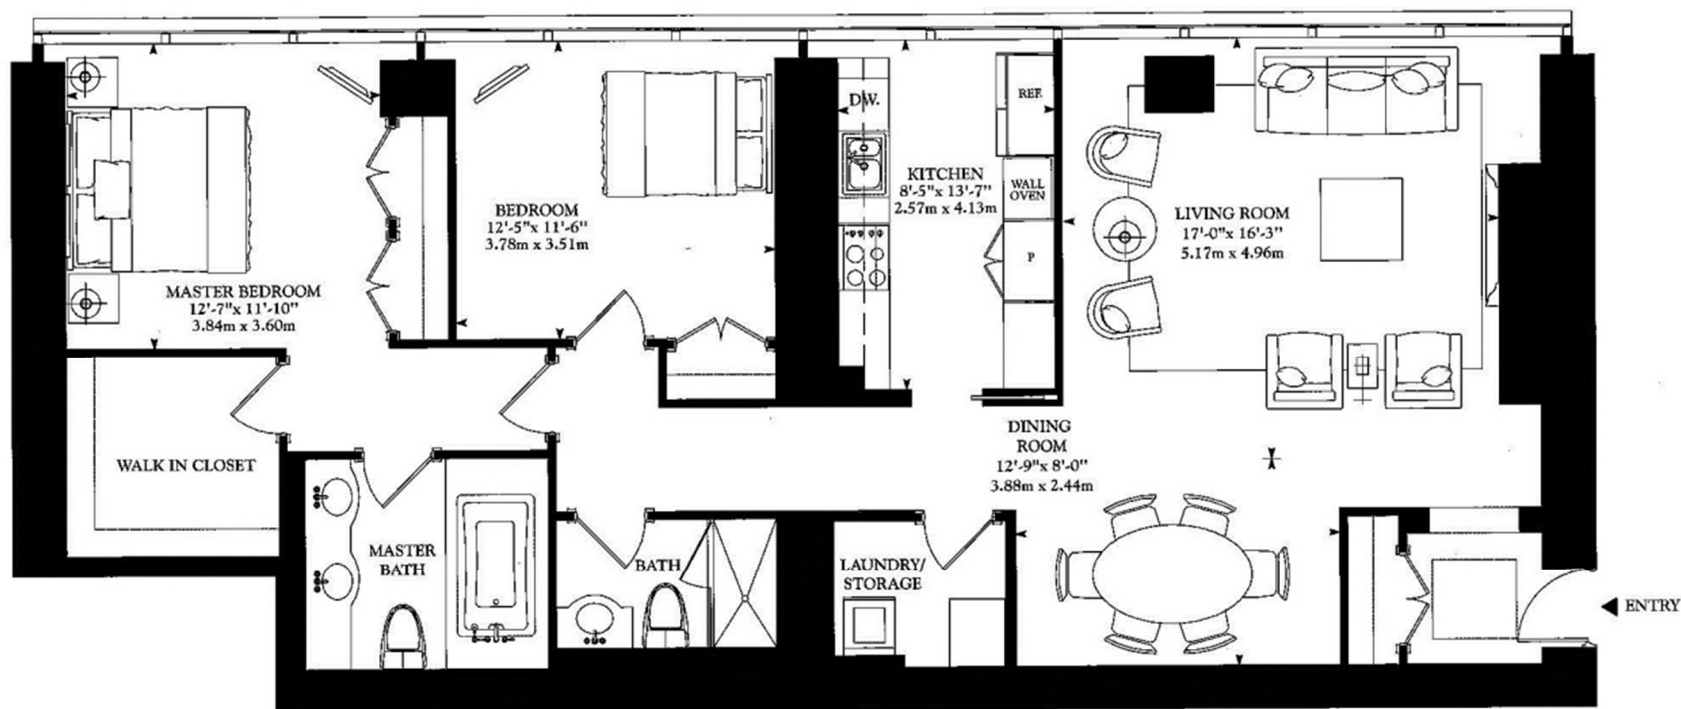 MASTER BEDROOM
12'-7"x 11'-10"
3.84m x 3.60m
BEDROOM
12'-5"x 11'-6"
3.78m x 3.51m
D.W.
KITCHEN
8'-5"x 13'-7"
2.57m x 4.13m
REF.
WALL
OVEN
P
LIVING ROOM
17'-0"x 16'-3"
5.17m x 4.96m
WALK IN CLOSET
MASTER
BATH
BATH
LAUNDRY/
STORAGE
DINING
ROOM
12'-9"x 8'-0"
3.88m x 2.44m
ENTRY